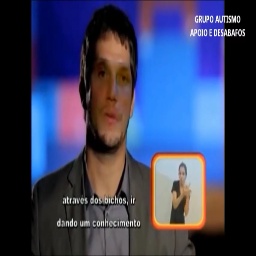 GRUPO AUTISMO
APOIO E DESABAFOS
atraves dos bichos, ir
dando um conhecimento